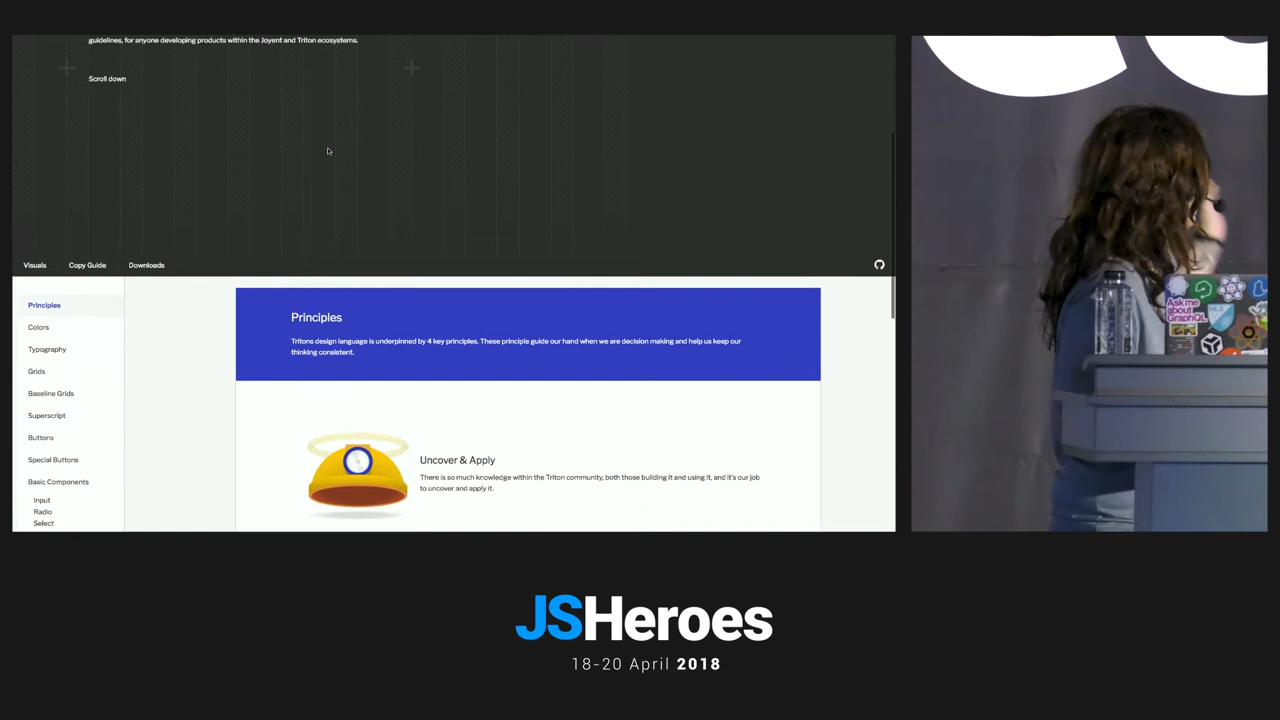 guidelines, for anyone developing products within the Joyent and Triton ecosystems.
Scroll down
Visuals
Copy Guide
Downloads
Principles
Colors
Typography
Grids
Baseline Grids
Superscript
Buttons
Special Buttons
Basic Components
Input
Radio
Select
Principles
Tritons design language is underpinned by 4 key principles. These principle guide our hand when we are decision making and help us keep our
thinking consistent.
Uncover & Apply
There is so much knowledge within the Triton community, both those building it and using it, and it's our job
to uncover and apply it.
Ask me
about
GraphQL
JSHeroes
18-20 April 2018